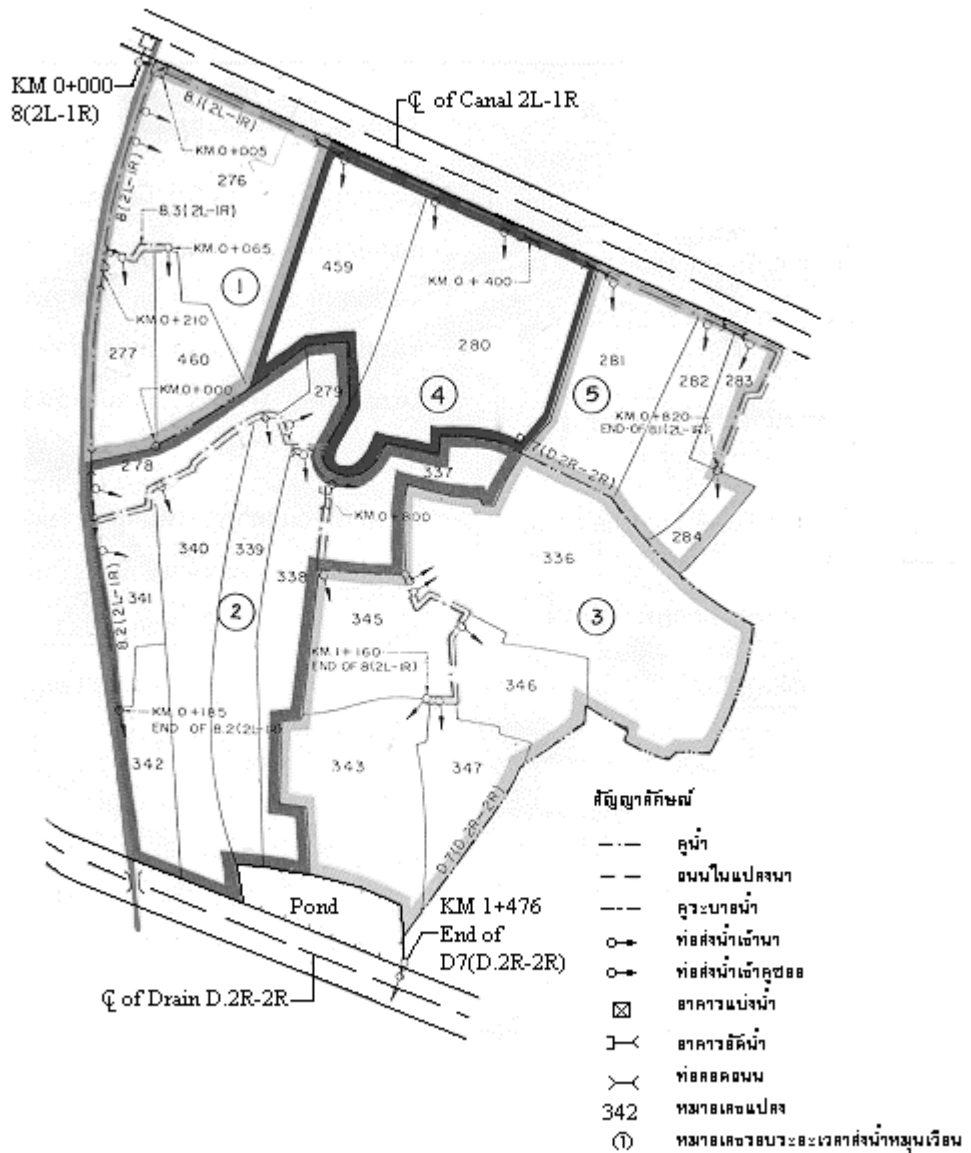 KM 0+000
8(2L-1R)
℄ of Canal 2L-1R
8.1(2L-1R)
KM.0+005
276
8(2L-1R)
8.3(2L-1R)
KM.0+065
①
459
KM.0+400
KM.0+210
277
460
280
281
282
283
KM.0+000
279
④
⑤
KM.0+820
END OF 8.1(2L-1R)
278
337
7(D.2R-2R)
KM.0+800
284
340
339
336
338
341
②
345
③
8.2(2L-1R)
KM.1+160
END OF 8(2L-1R)
346
KM.0+185
END OF 8.2(2L-1R)
342
343
347
D.7(D.2R-2R)
สัญญาลักษณ์
คูน้ำ
ถนนในแปลงนา
คูระบายน้ำ
ท่อส่งน้ำเข้านา
ท่อส่งน้ำเข้าคูซอย
อาคารแบ่งน้ำ
อาคารอัดน้ำ
ท่อลอดถนน
342 หมายเลขแปลง
① หมายเลขรอบระยะเวลาส่งน้ำหมุนเวียน
Pond
KM 1+476
End of
D7(D.2R-2R)
℄ of Drain D.2R-2R